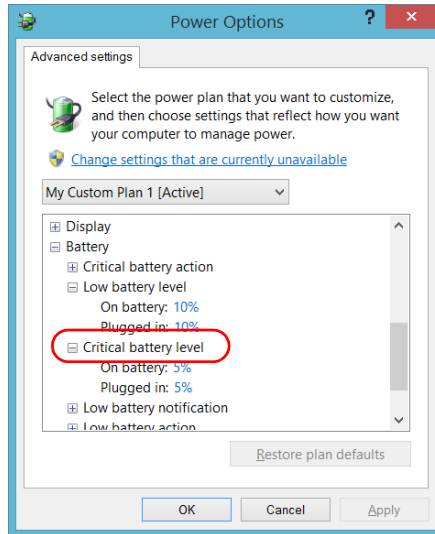 Power Options
?
×
Advanced settings
Select the power plan that you want to customize,
and then choose settings that reflect how you want
your computer to manage power.
Change settings that are currently unavailable
My Custom Plan 1 [Active]
Display
Battery
Critical battery action
Low battery level
On battery: 10%
Plugged in: 10%
Critical battery level
On battery: 5%
Plugged in: 5%
Low battery notification
Low battery action
Restore plan defaults
OK Cancel Apply